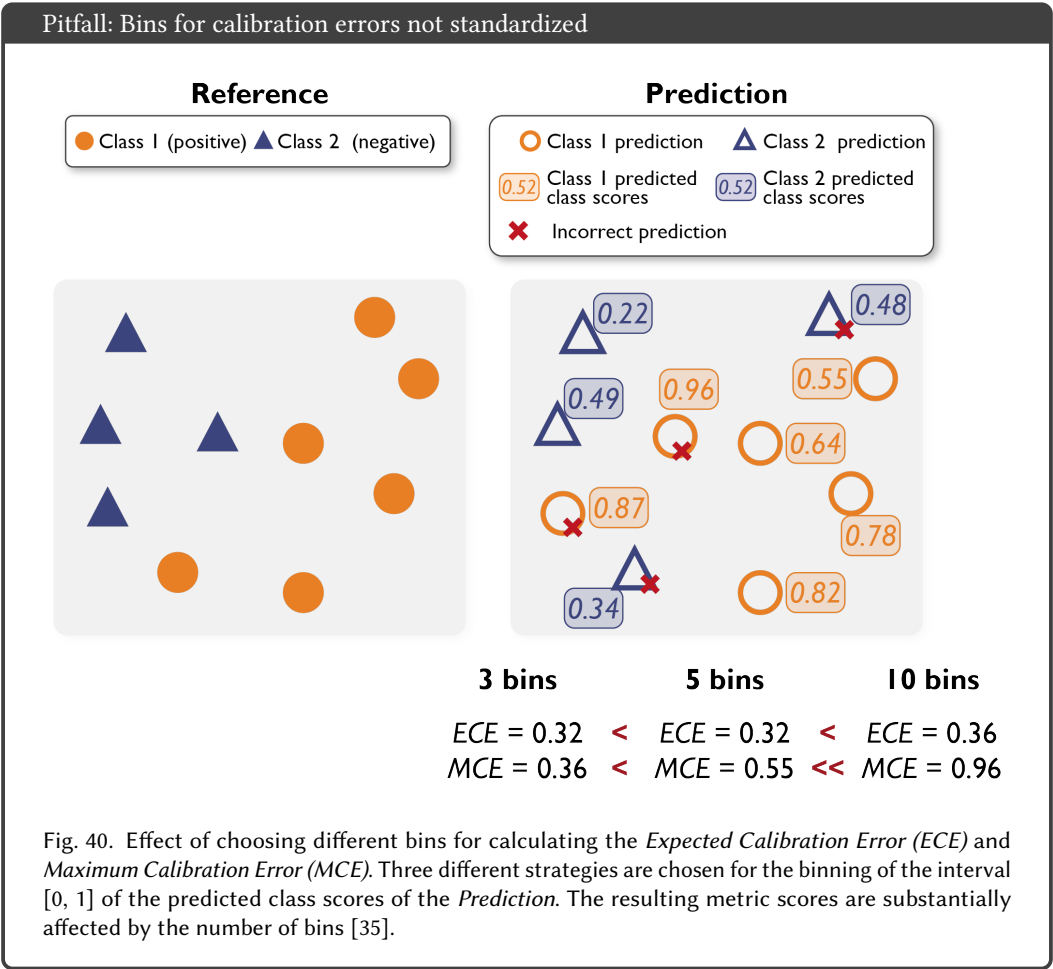 Pitfall: Bins for calibration errors not standardized
Reference
Class 1 (positive) Class 2 (negative)
Prediction
Class 1 prediction Class 2 prediction
0.52 Class 1 predicted class scores
0.52 Class 2 predicted class scores
Incorrect prediction
0.22
0.48
0.55
0.96
0.49
0.64
0.87
0.78
0.82
0.34
3 bins 5 bins 10 bins
ECE = 0.32 < ECE = 0.32 < ECE = 0.36
MCE = 0.36 < MCE = 0.55 << MCE = 0.96
Fig. 40. Effect of choosing different bins for calculating the Expected Calibration Error (ECE) and
Maximum Calibration Error (MCE). Three different strategies are chosen for the binning of the interval
[0, 1] of the predicted class scores of the Prediction. The resulting metric scores are substantially
affected by the number of bins [35].